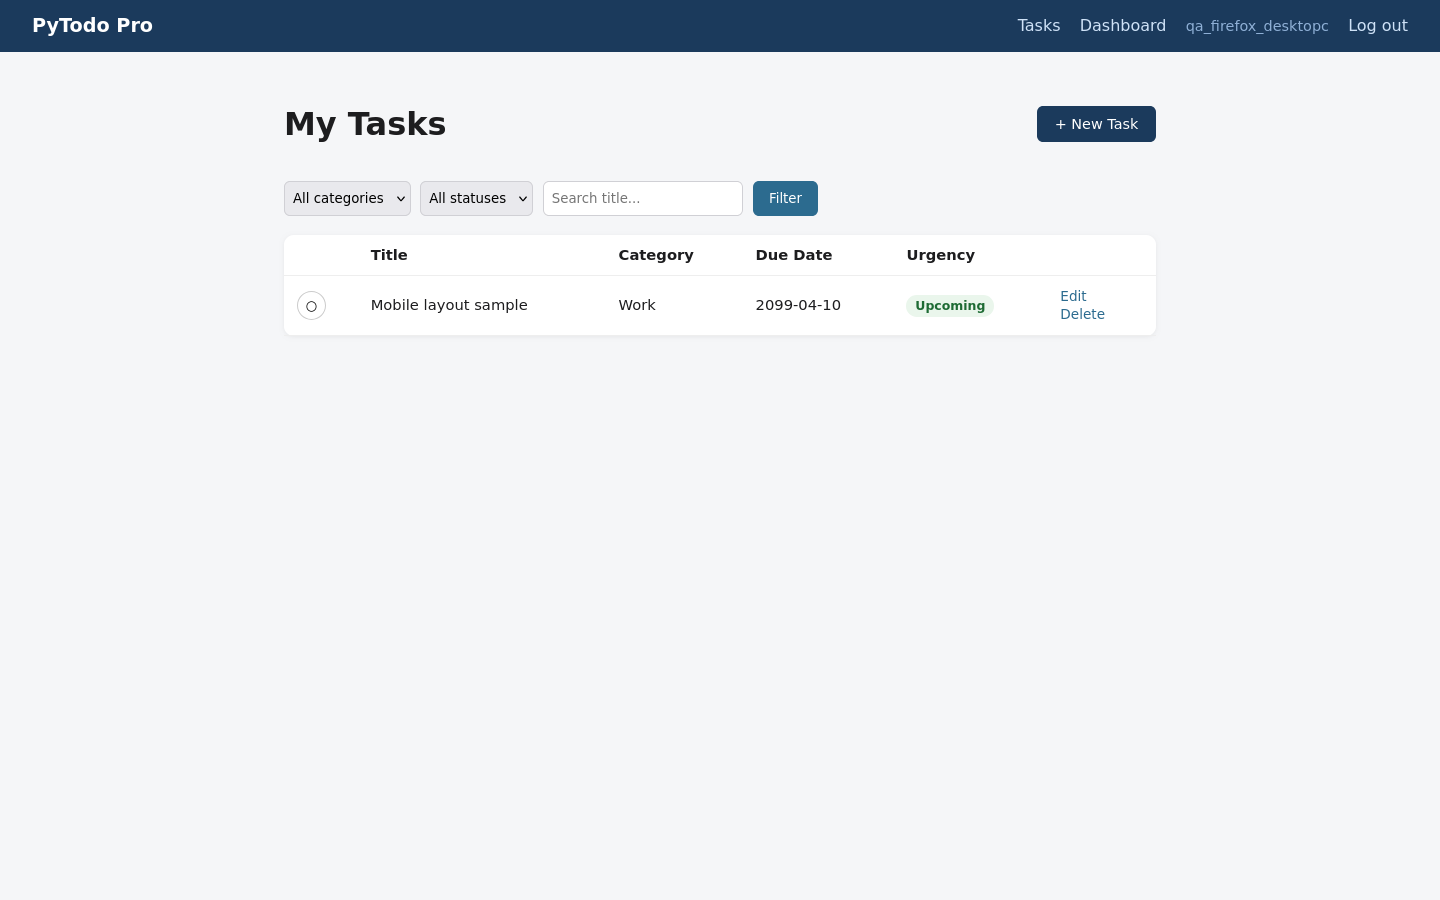 PyTodo Pro
Tasks Dashboard qa_firefox_desktopc Log out
My Tasks
+ New Task
All categories All statuses Search title... Filter
Title Category Due Date Urgency
Mobile layout sample Work 2099-04-10 Upcoming Edit
Delete